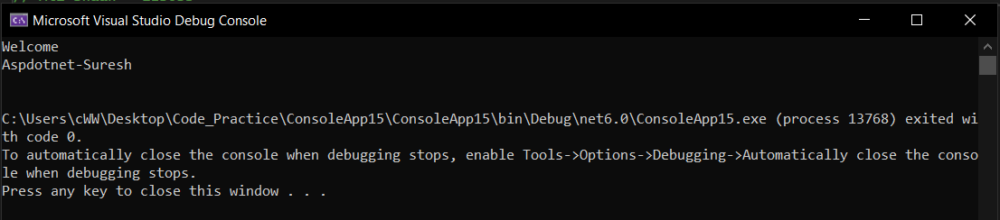 Microsoft Visual Studio Debug Console
Welcome
Aspdotnet-Suresh
C:\Users\cWW\Desktop\Code_Practice\ConsoleApp15\ConsoleApp15\bin\Debug\net6.0\ConsoleApp15.exe (process 13768) exited wi
th code 0.
To automatically close the console when debugging stops, enable Tools->Options->Debugging->Automatically close the conso
le when debugging stops.
Press any key to close this window . . .